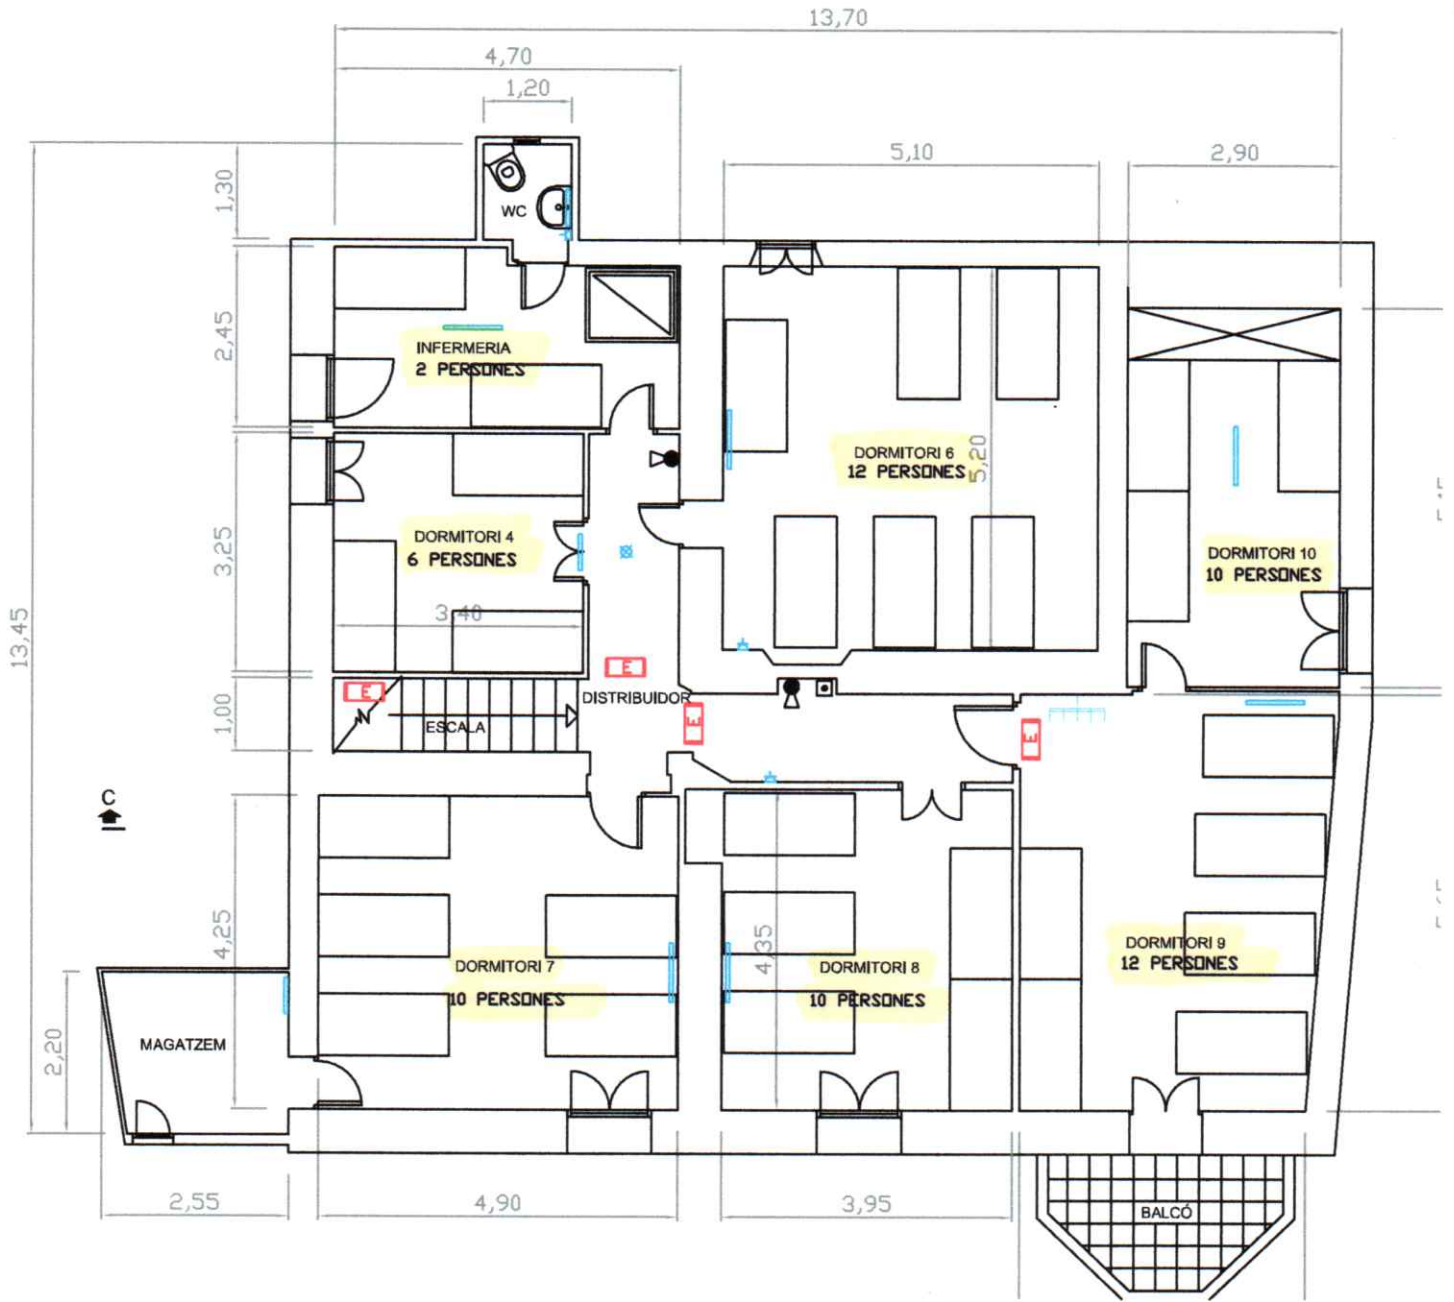 13,70
4,70
1,20
5,10
2,90
1,30
WC
2,45
INFERMERIA
2 PERSONES
DORMITORI 6
12 PERSONES
5,20
3,25
DORMITORI 4
6 PERSONES
DORMITORI 10
10 PERSONES
3,40
13,45
E
E
DISTRIBUIDOR
1,00
ESCALA
E
E
C
4,25
4,35
DORMITORI 7
10 PERSONES
DORMITORI 8
10 PERSONES
DORMITORI 9
12 PERSONES
MAGATZEM
2,20
2,55
4,90
3,95
BALCÓ